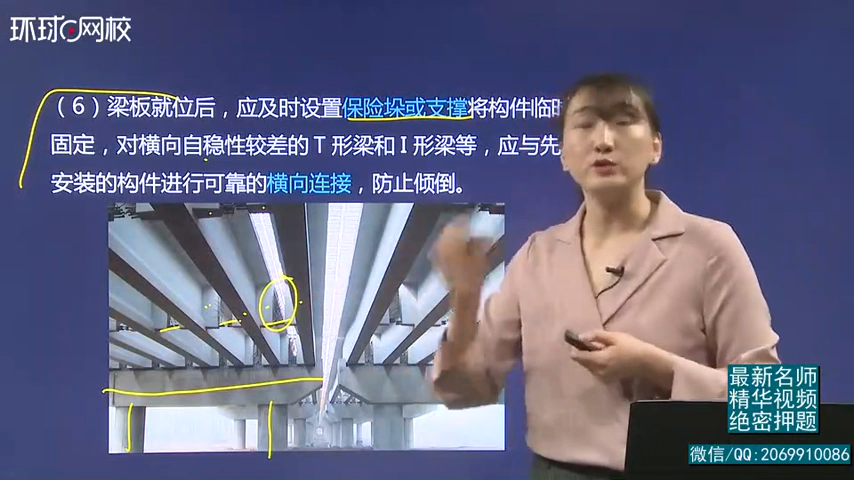 环球网校
（6）梁板就位后，应及时设置保险垛或支撑将构件临时
固定，对横向自稳性较差的 T 形梁和 I 形梁等，应与先
安装的构件进行可靠的横向连接，防止倾倒。
最新名师
精华视频
绝密押题
微信/QQ:2069910086